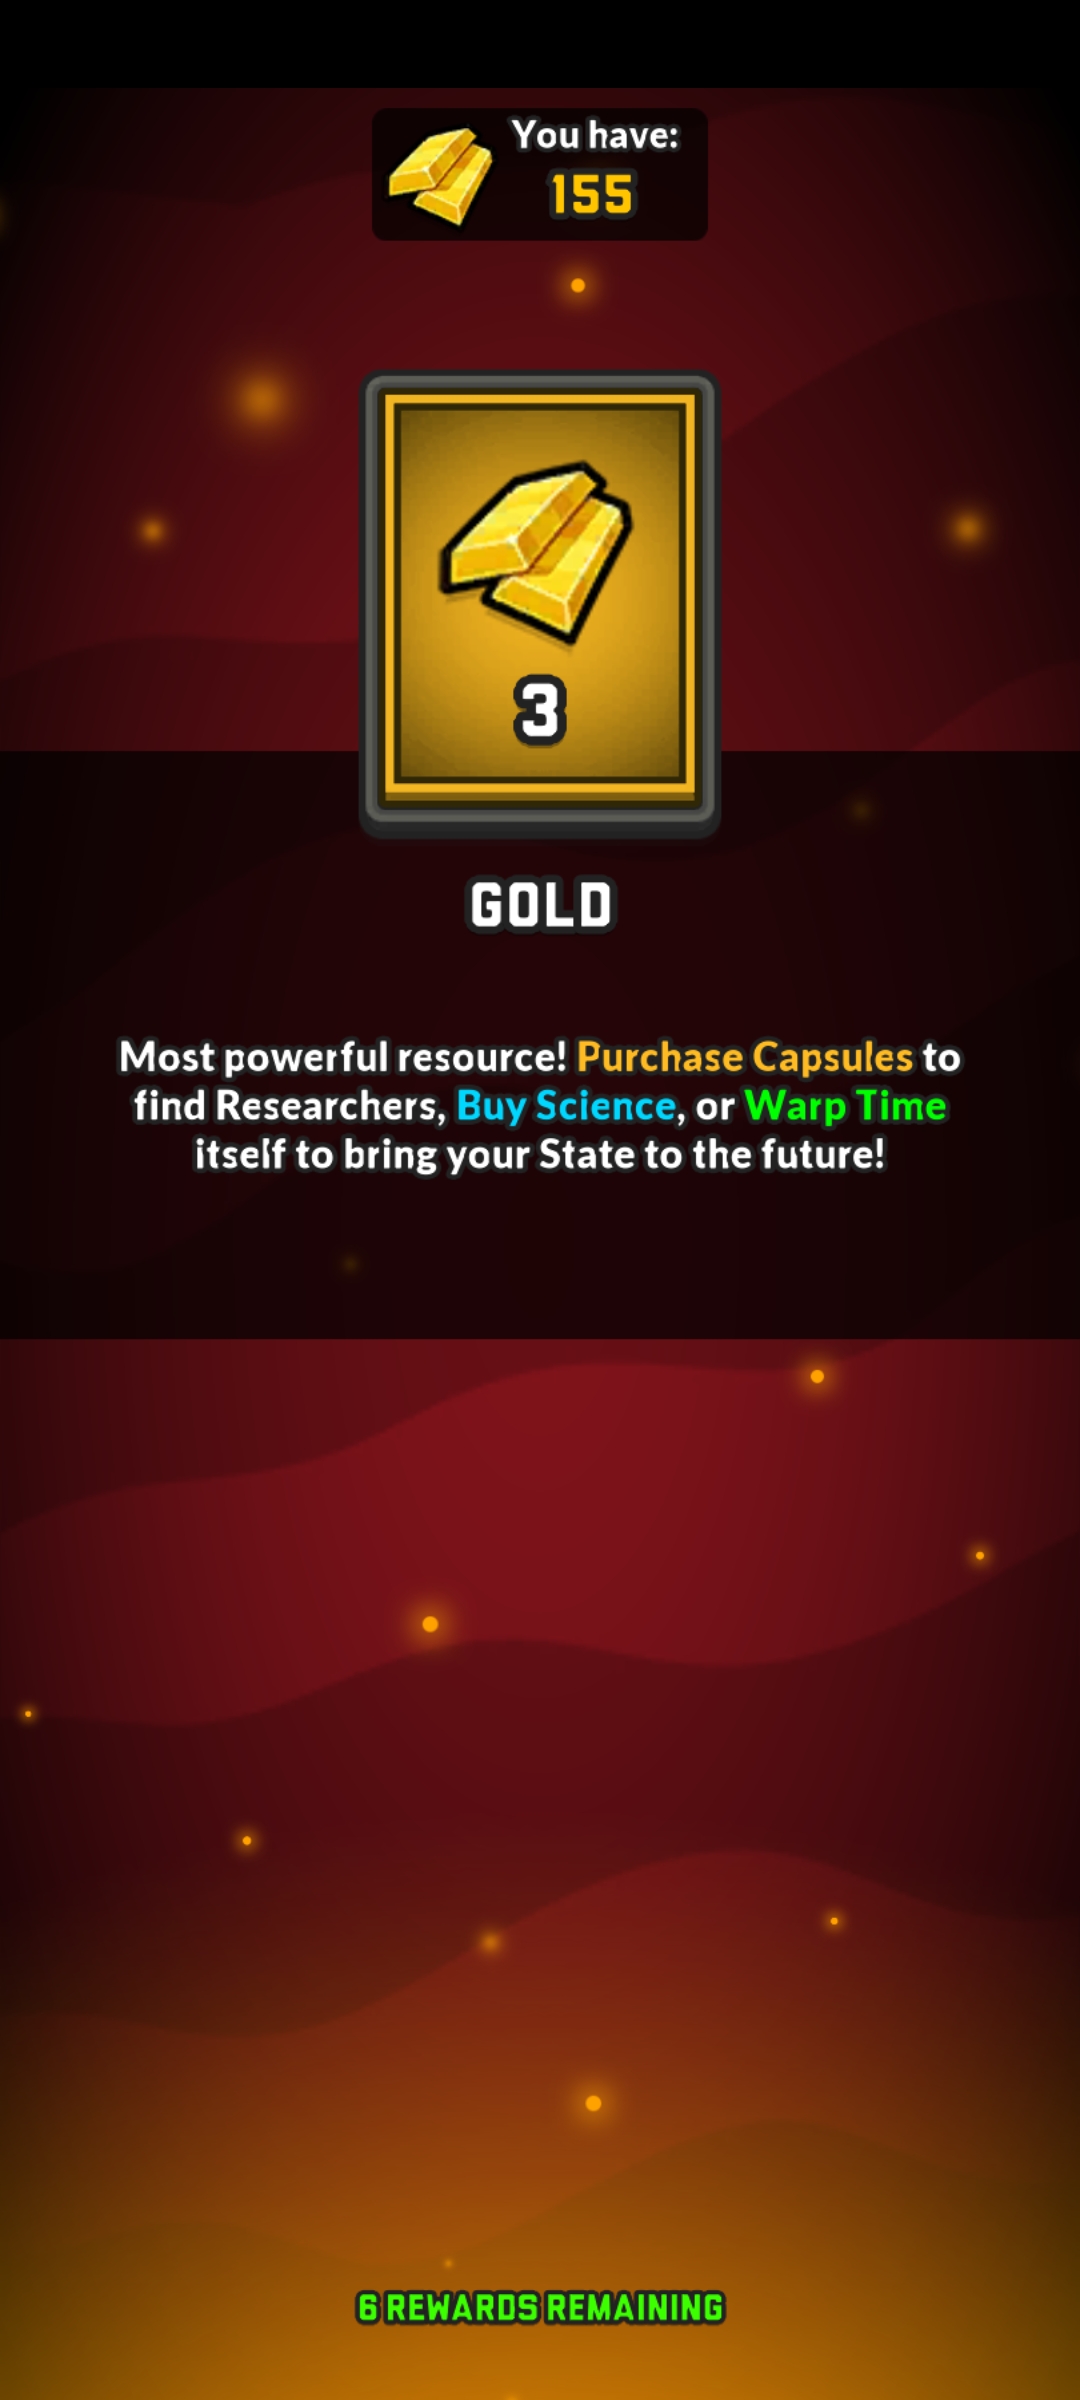 You have:
155
3
GOLD
Most powerful resource! Purchase Capsules to
find Researchers, Buy Science, or Warp Time
itself to bring your State to the future!
6 REWARDS REMAINING